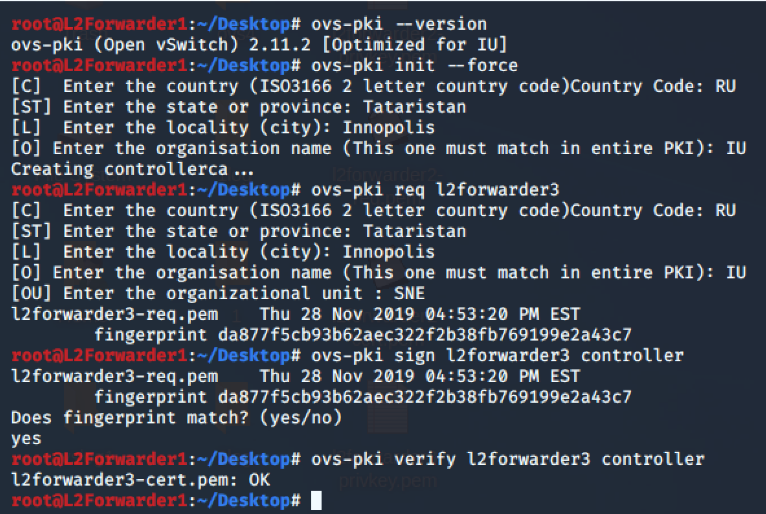 root@L2Forwarder1:~/Desktop# ovs-pki --version
ovs-pki (Open vSwitch) 2.11.2 [Optimized for IU]
root@L2Forwarder1:~/Desktop# ovs-pki init --force
[C]  Enter the country (ISO3166 2 letter country code)Country Code: RU
[ST] Enter the state or province: Tataristan
[L]  Enter the locality (city): Innopolis
[O] Enter the organisation name (This one must match in entire PKI): IU
Creating controllerca...
root@L2Forwarder1:~/Desktop# ovs-pki req l2forwarder3
[C]  Enter the country (ISO3166 2 letter country code)Country Code: RU
[ST] Enter the state or province: Tataristan
[L]  Enter the locality (city): Innopolis
[O] Enter the organisation name (This one must match in entire PKI): IU
[OU] Enter the organizational unit : SNE
l2forwarder3-req.pem    Thu 28 Nov 2019 04:53:20 PM EST
        fingerprint da877f5cb93b62aec322f2b38fb769199e2a43c7
root@L2Forwarder1:~/Desktop# ovs-pki sign l2forwarder3 controller
l2forwarder3-req.pem    Thu 28 Nov 2019 04:53:20 PM EST
        fingerprint da877f5cb93b62aec322f2b38fb769199e2a43c7
Does fingerprint match? (yes/no)
yes
root@L2Forwarder1:~/Desktop# ovs-pki verify l2forwarder3 controller
l2forwarder3-cert.pem: OK
privkey.pem
root@L2Forwarder1:~/Desktop#